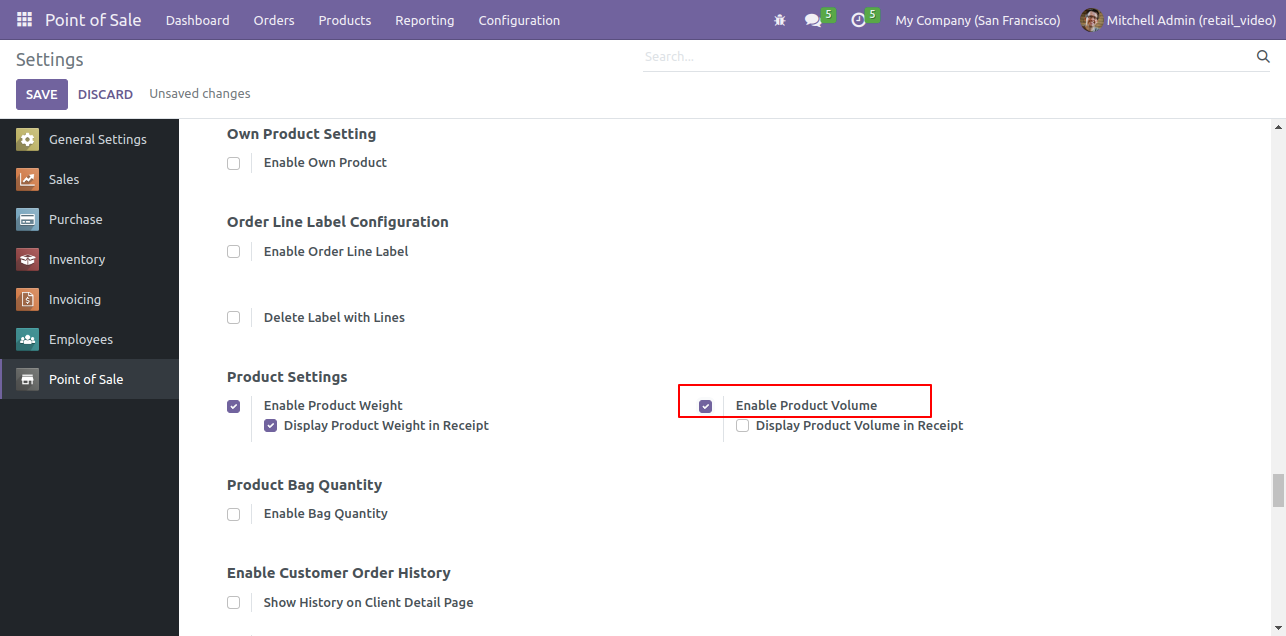 Point of Sale Dashboard Orders Products Reporting Configuration 5 5 My Company (San Francisco) Mitchell Admin (retail_video)
Settings Search...
SAVE DISCARD Unsaved changes
General Settings
Sales
Purchase
Inventory
Invoicing
Employees
Point of Sale
Own Product Setting
Enable Own Product
Order Line Label Configuration
Enable Order Line Label
Delete Label with Lines
Product Settings
Enable Product Weight
Display Product Weight in Receipt
Enable Product Volume
Display Product Volume in Receipt
Product Bag Quantity
Enable Bag Quantity
Enable Customer Order History
Show History on Client Detail Page